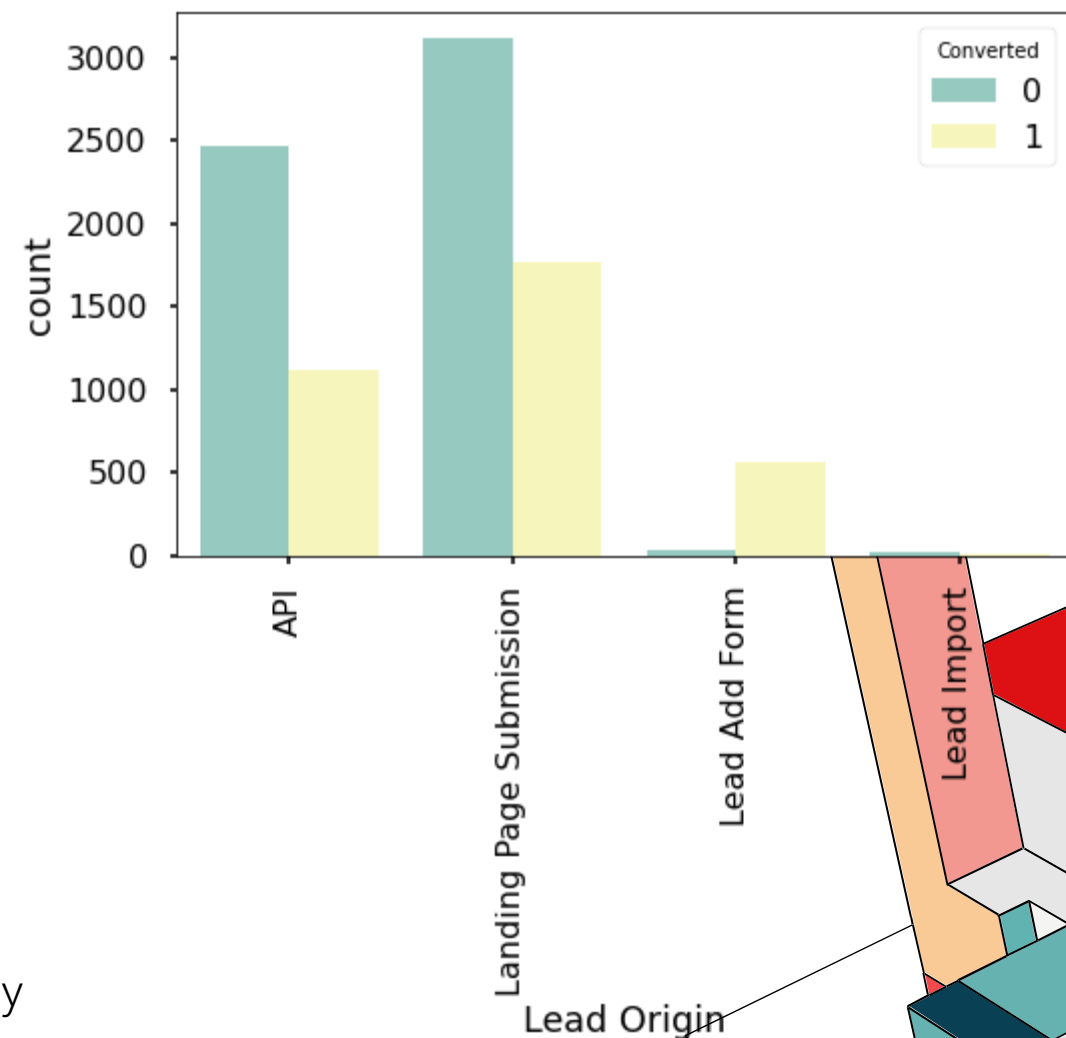 3000
2500
2000
1500
1000
500
0
count
Converted
0
1
API
Landing Page Submission
Lead Add Form
Lead Import
Lead Origin
y